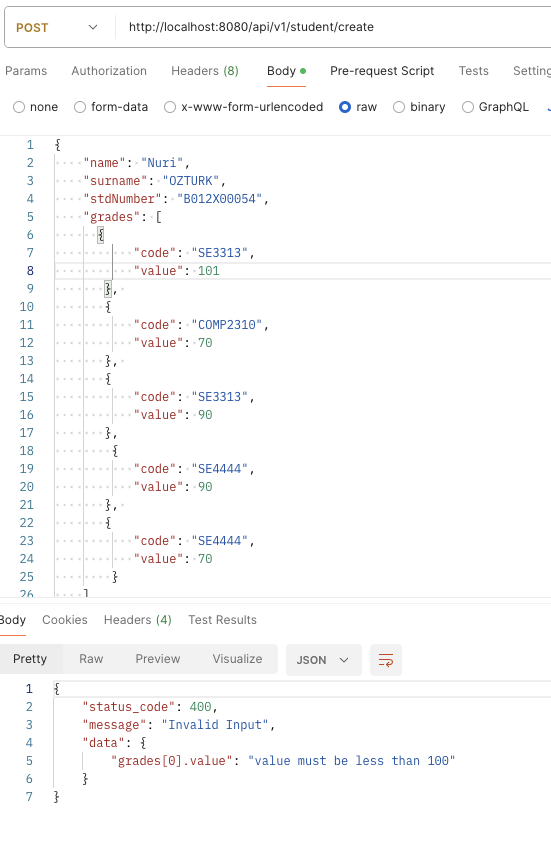 POST http://localhost:8080/api/v1/student/create
Params Authorization Headers (8) Body Pre-request Script Tests
none form-data x-www-form-urlencoded raw binary GraphQL
1 {
2 "name": "Nuri",
3 "surname": "OZTURK",
4 "stdNumber": "B012X00054",
5 "grades": [
6 {
7 "code": "SE3313",
8 "value": 101
9 },
10 {
11 "code": "COMP2310",
12 "value": 70
13 },
14 {
15 "code": "SE3313",
16 "value": 90
17 },
18 {
19 "code": "SE4444",
20 "value": 90
21 },
22 {
23 "code": "SE4444",
24 "value": 70
25 }
26 ]
Body Cookies Headers (4) Test Results
Pretty Raw Preview Visualize JSON
1 {
2 "status_code": 400,
3 "message": "Invalid Input",
4 "data": {
5 "grades[0].value": "value must be less than 100"
6 }
7 }